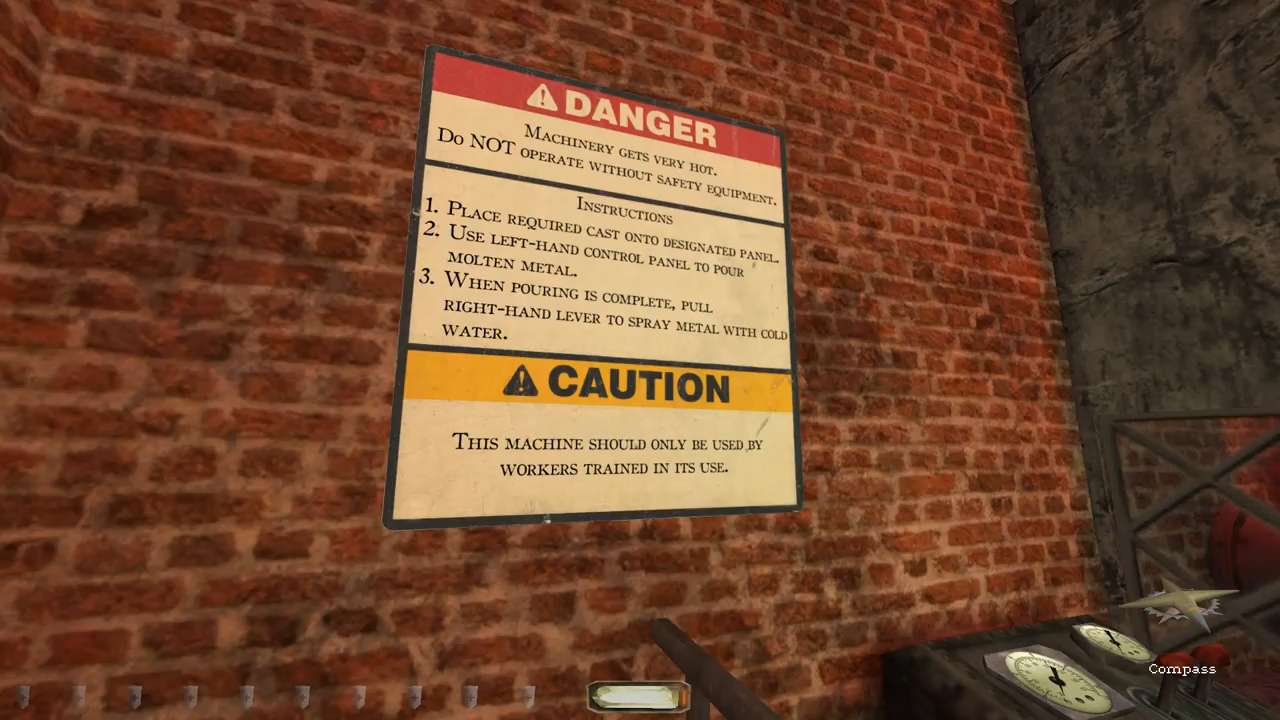 DANGER
Machinery gets very hot.
Do NOT operate without safety equipment.
Instructions
1. Place required cast onto designated panel.
2. Use left-hand control panel to pour
molten metal.
3. When pouring is complete, pull
right-hand lever to spray metal with cold
water.
CAUTION
This machine should only be used by
workers trained in its use.
Compass